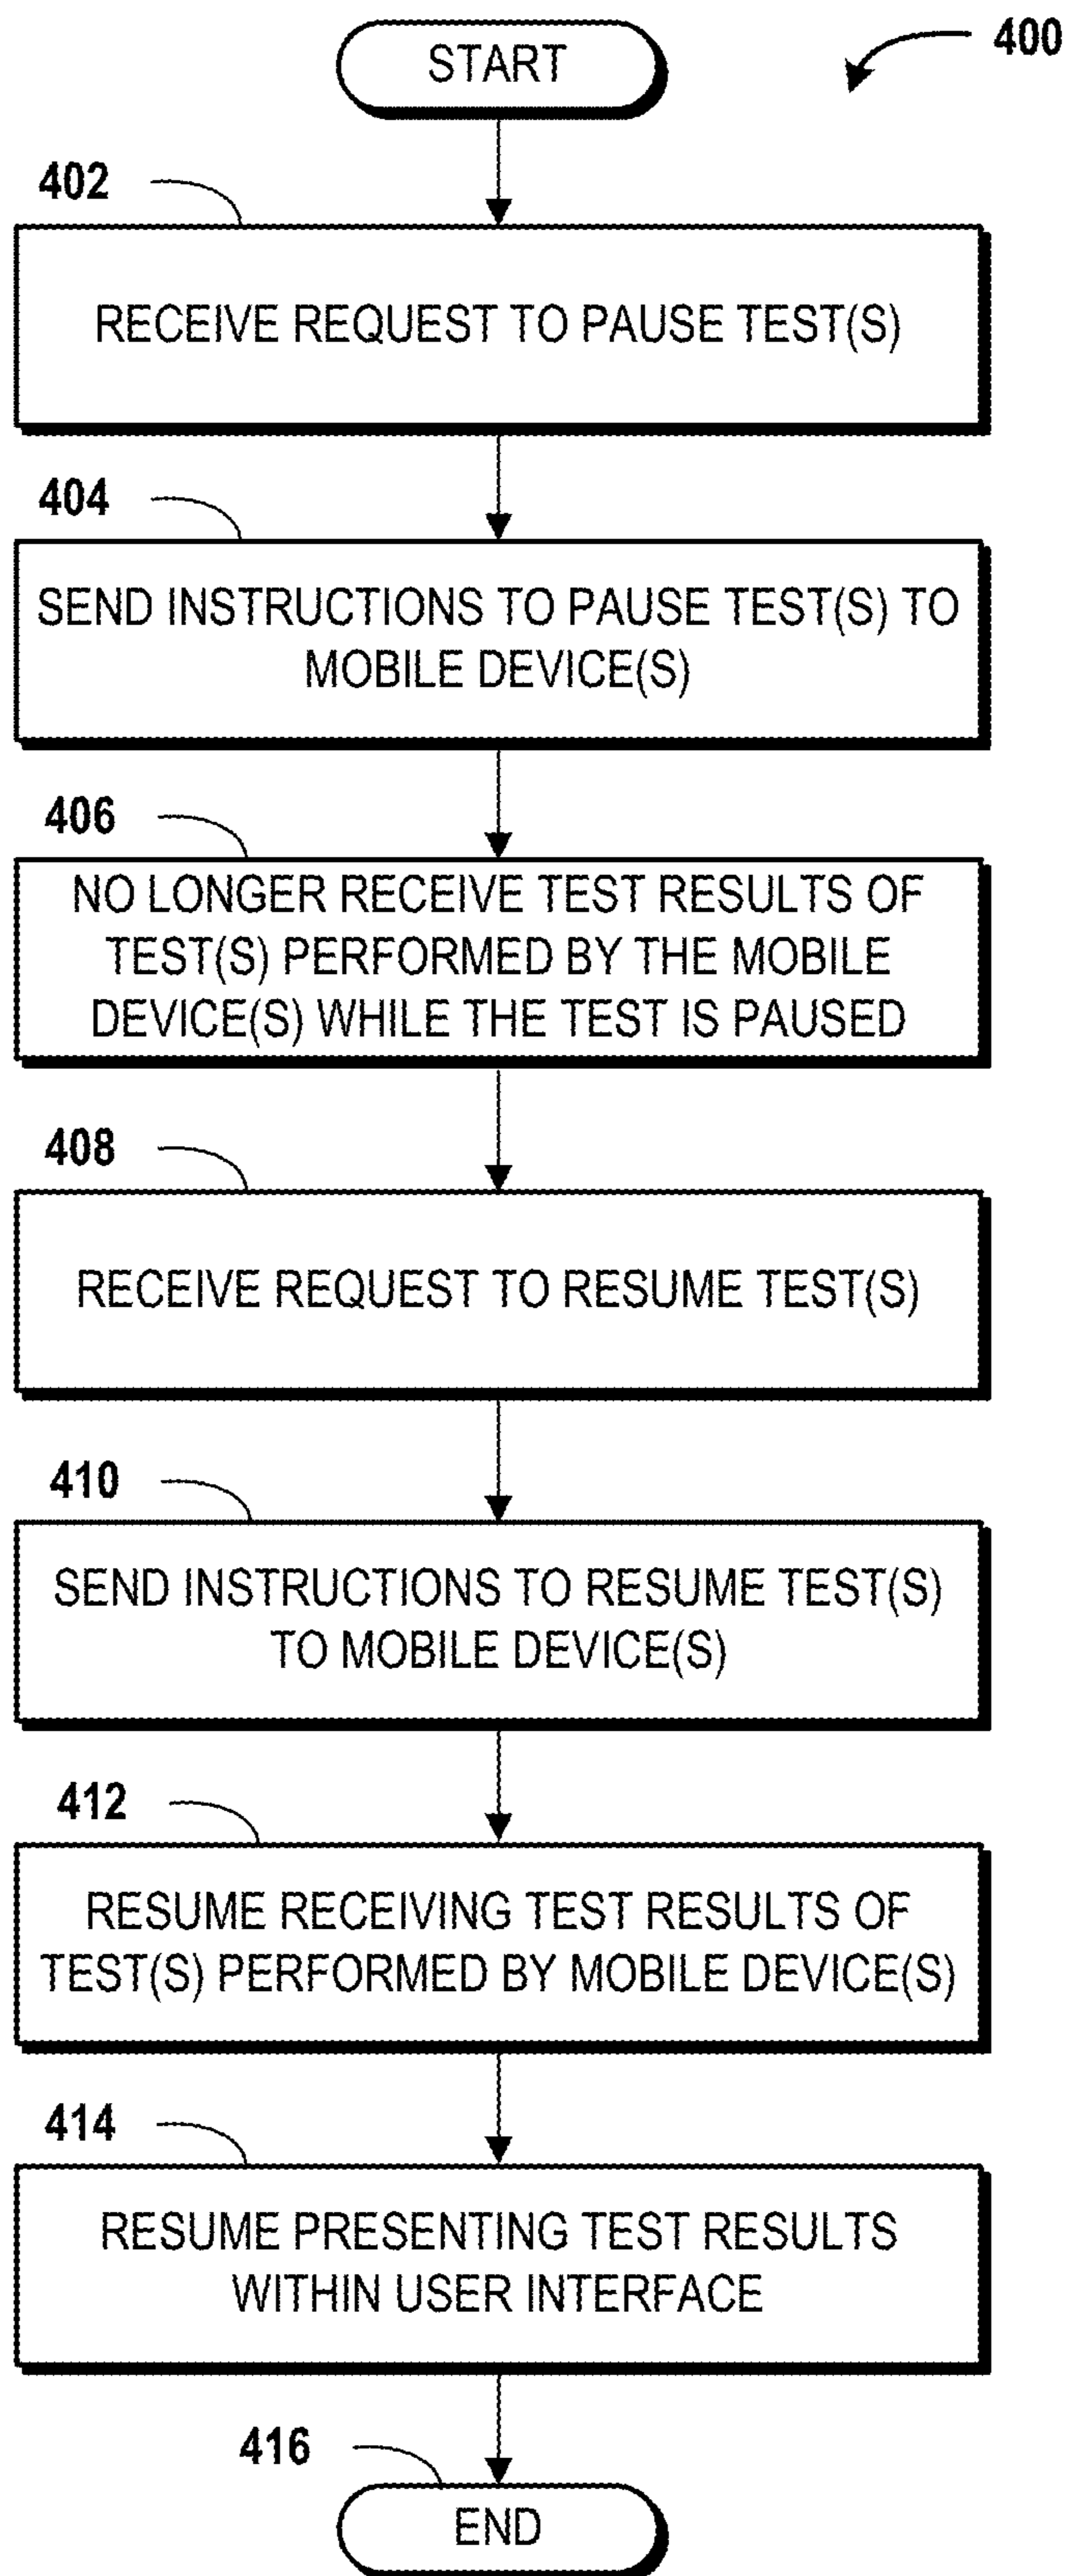 START
400
402
RECEIVE REQUEST TO PAUSE TEST(S)
404
SEND INSTRUCTIONS TO PAUSE TEST(S) TO
MOBILE DEVICE(S)
406
NO LONGER RECEIVE TEST RESULTS OF
TEST(S) PERFORMED BY THE MOBILE
DEVICE(S) WHILE THE TEST IS PAUSED
408
RECEIVE REQUEST TO RESUME TEST(S)
410
SEND INSTRUCTIONS TO RESUME TEST(S)
TO MOBILE DEVICE(S)
412
RESUME RECEIVING TEST RESULTS OF
TEST(S) PERFORMED BY MOBILE DEVICE(S)
414
RESUME PRESENTING TEST RESULTS
WITHIN USER INTERFACE
416
END